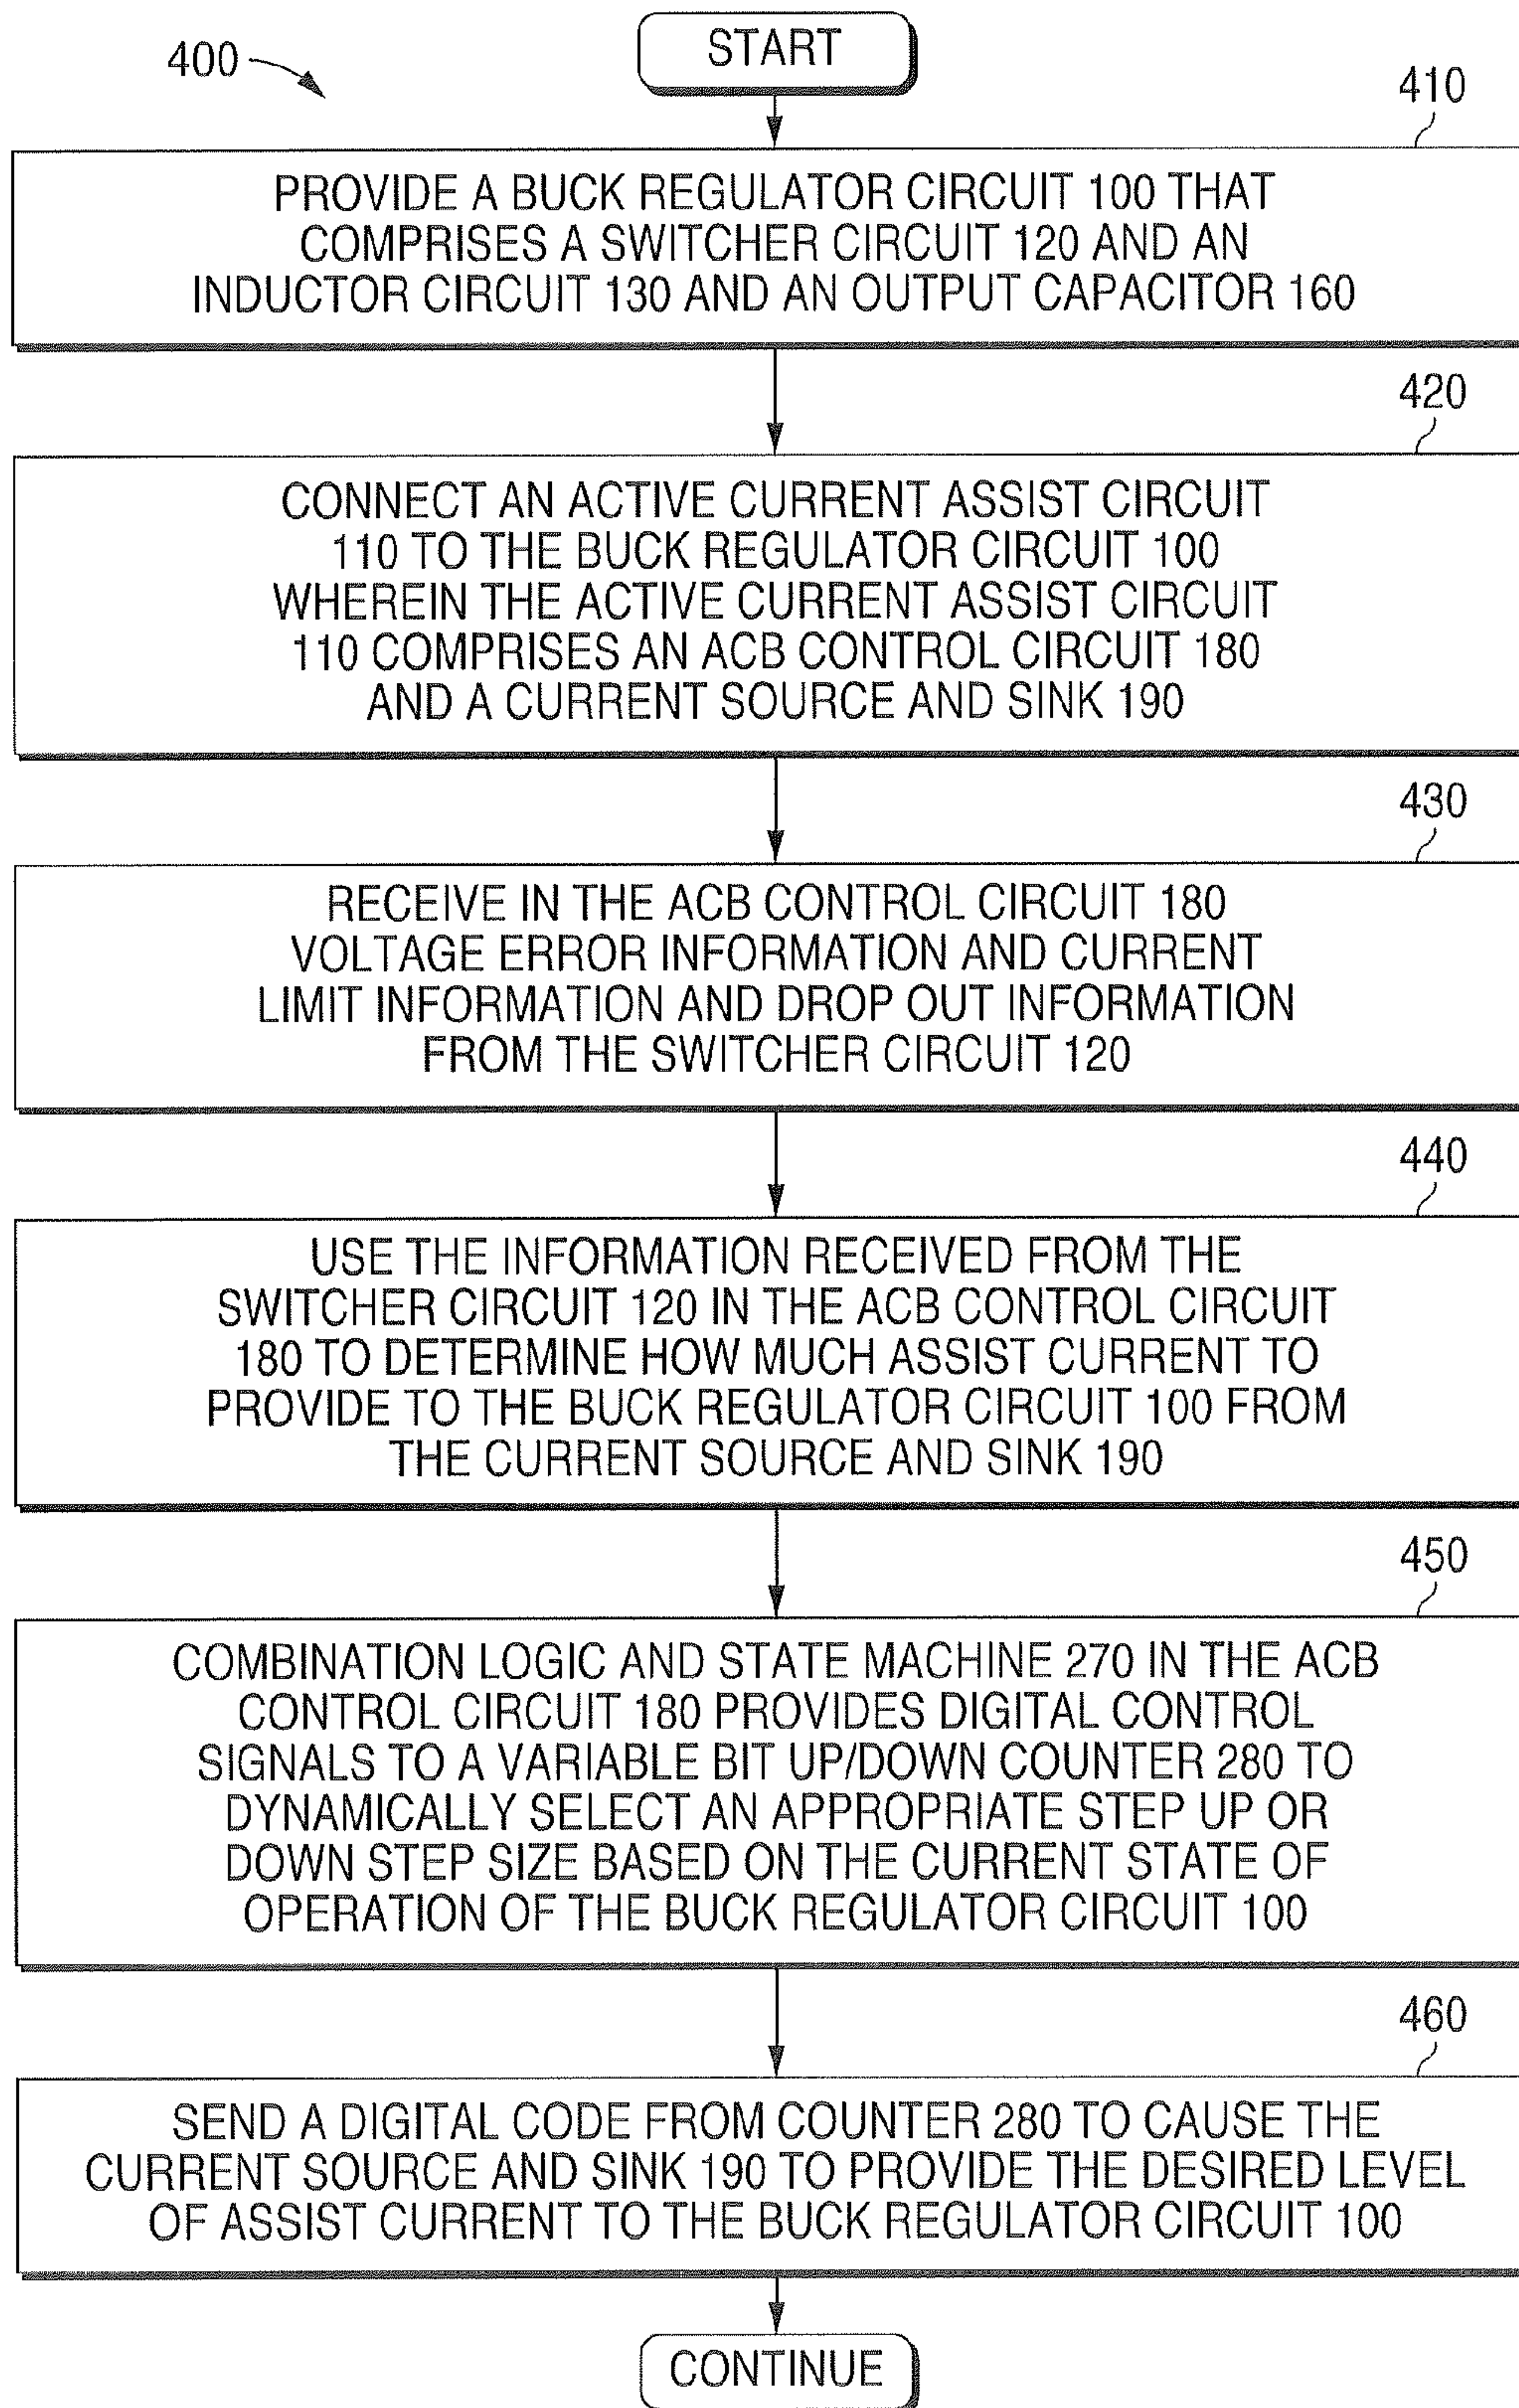 START
400
410
PROVIDE A BUCK REGULATOR CIRCUIT 100 THAT
COMPRISES A SWITCHER CIRCUIT 120 AND AN
INDUCTOR CIRCUIT 130 AND AN OUTPUT CAPACITOR 160
420
CONNECT AN ACTIVE CURRENT ASSIST CIRCUIT
110 TO THE BUCK REGULATOR CIRCUIT 100
WHEREIN THE ACTIVE CURRENT ASSIST CIRCUIT
110 COMPRISES AN ACB CONTROL CIRCUIT 180
AND A CURRENT SOURCE AND SINK 190
430
RECEIVE IN THE ACB CONTROL CIRCUIT 180
VOLTAGE ERROR INFORMATION AND CURRENT
LIMIT INFORMATION AND DROP OUT INFORMATION
FROM THE SWITCHER CIRCUIT 120
440
USE THE INFORMATION RECEIVED FROM THE
SWITCHER CIRCUIT 120 IN THE ACB CONTROL CIRCUIT
180 TO DETERMINE HOW MUCH ASSIST CURRENT TO
PROVIDE TO THE BUCK REGULATOR CIRCUIT 100 FROM
THE CURRENT SOURCE AND SINK 190
450
COMBINATION LOGIC AND STATE MACHINE 270 IN THE ACB
CONTROL CIRCUIT 180 PROVIDES DIGITAL CONTROL
SIGNALS TO A VARIABLE BIT UP/DOWN COUNTER 280 TO
DYNAMICALLY SELECT AN APPROPRIATE STEP UP OR
DOWN STEP SIZE BASED ON THE CURRENT STATE OF
OPERATION OF THE BUCK REGULATOR CIRCUIT 100
460
SEND A DIGITAL CODE FROM COUNTER 280 TO CAUSE THE
CURRENT SOURCE AND SINK 190 TO PROVIDE THE DESIRED LEVEL
OF ASSIST CURRENT TO THE BUCK REGULATOR CIRCUIT 100
CONTINUE